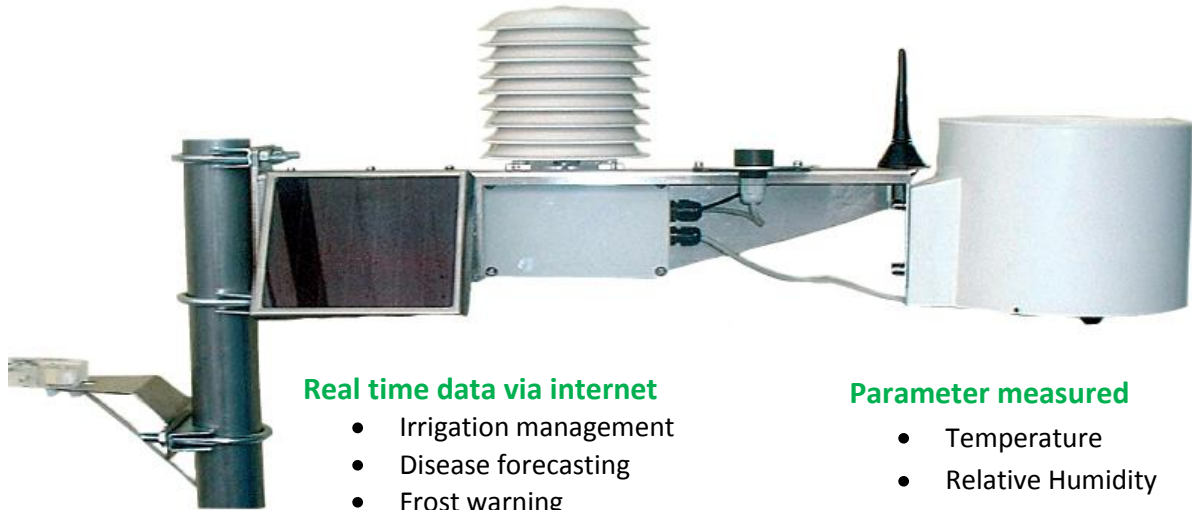 Real time data via internet
• Irrigation management
• Disease forecasting
• Frost warning
Parameter measured
• Temperature
• Relative Humidity